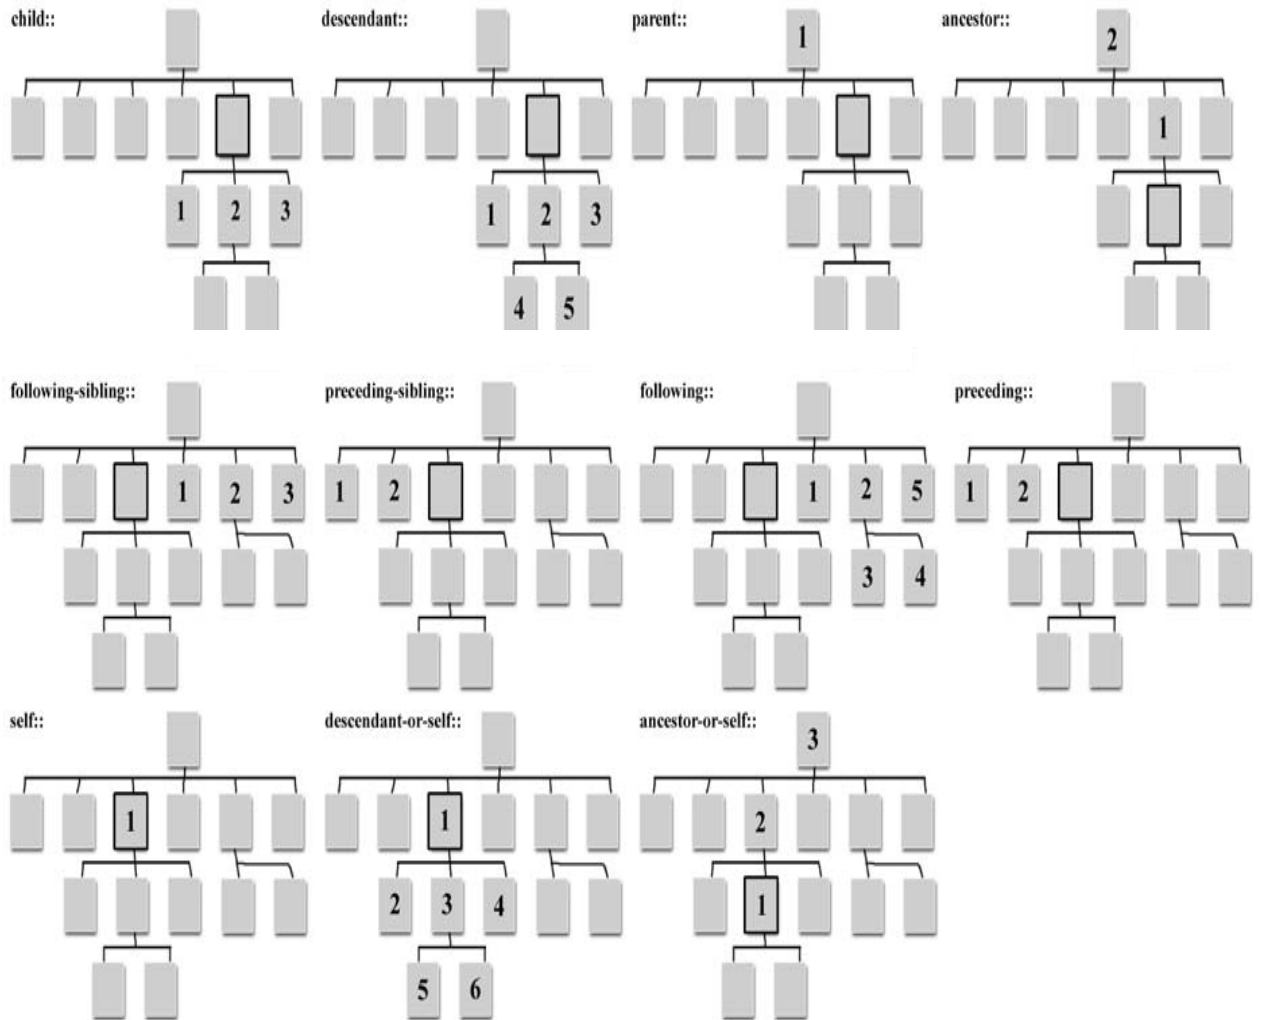 child::
descendant::
parent::
1
ancestor::
2
1
1 2 3
1 2 3
4 5
following-sibling::
preceding-sibling::
following::
preceding::
1 2 3
1 2
1 2 5
1 2
3 4
self::
descendant-or-self::
ancestor-or-self::
3
1
1
2
2 3 4
1
5 6